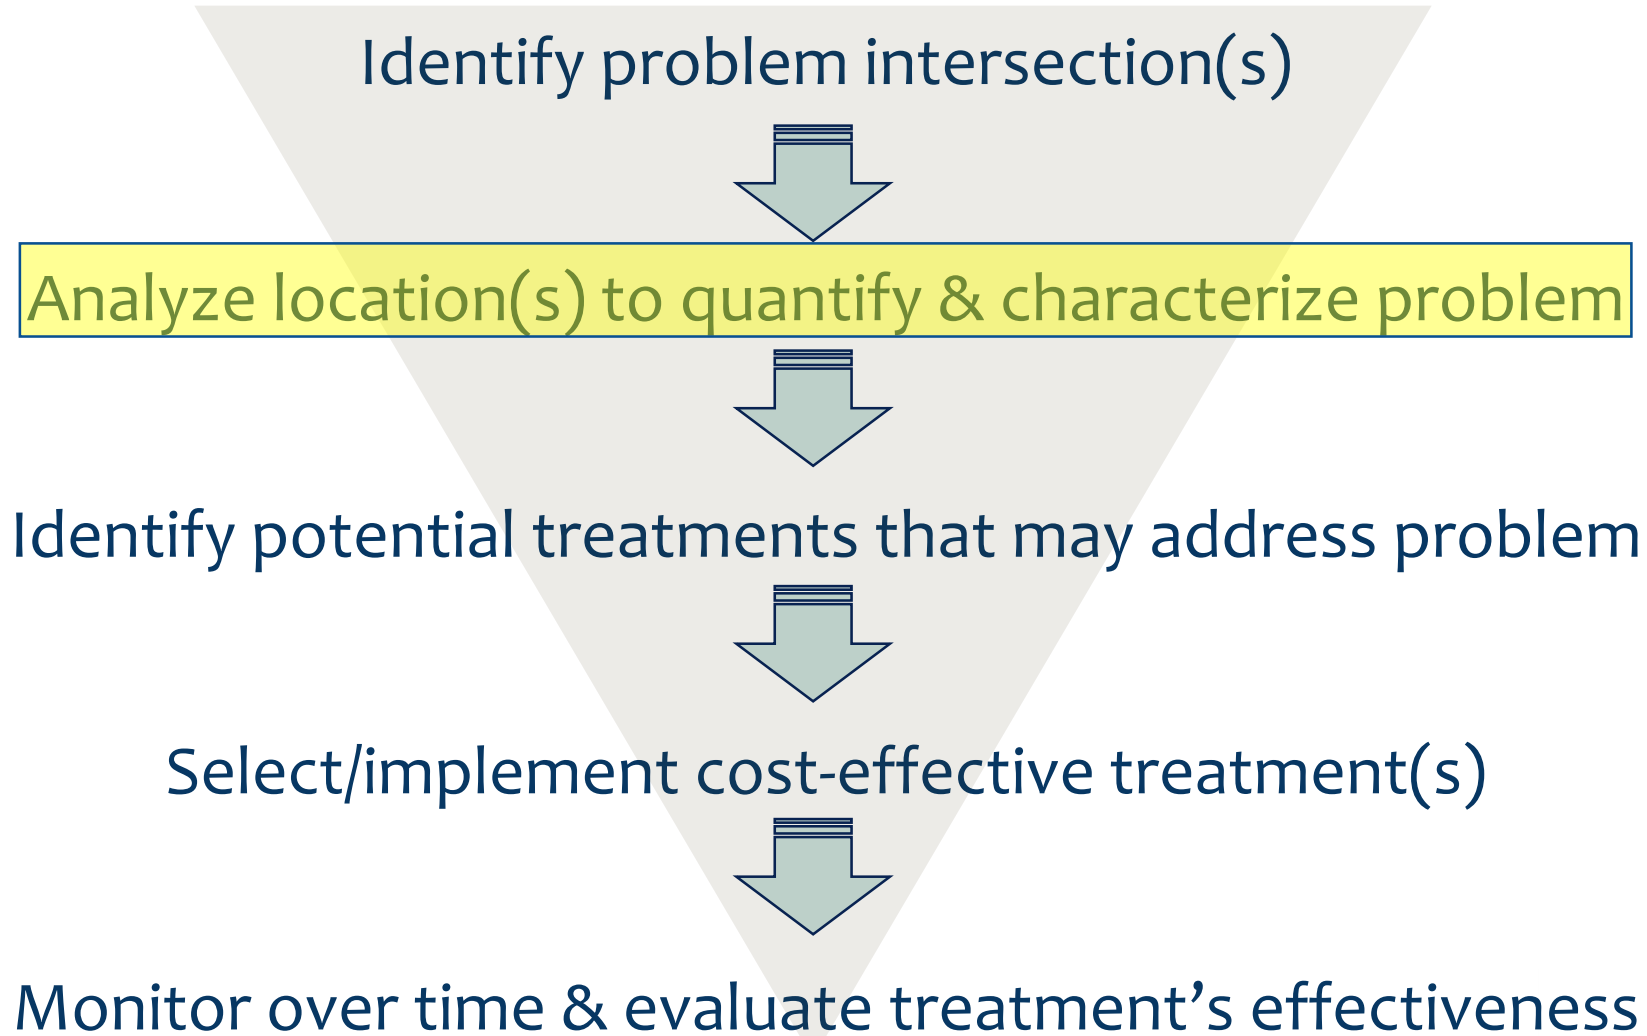 Identify problem intersection(s)
Analyze location(s) to quantify & characterize problem
Identify potential treatments that may address problem
Select/implement cost-effective treatment(s)
Monitor over time & evaluate treatment’s effectiveness